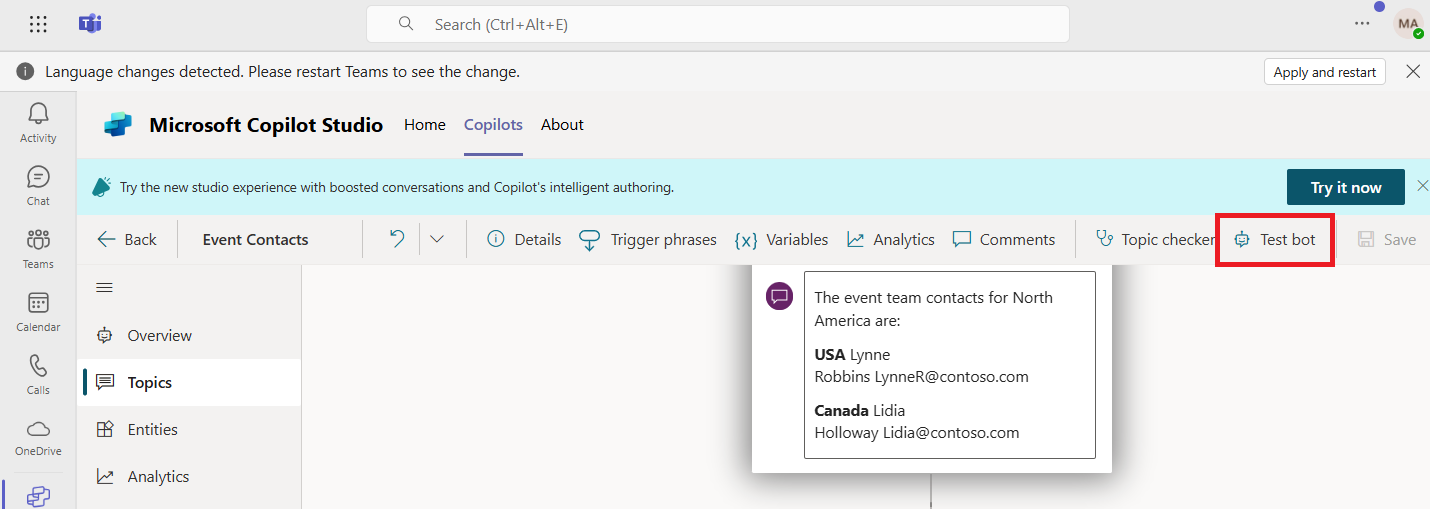 Search (Ctrl+Alt+E)
MA
Language changes detected. Please restart Teams to see the change.
Apply and restart
Activity
Chat
Teams
Calendar
Calls
OneDrive
Microsoft Copilot Studio
Home
Copilots
About
Try the new studio experience with boosted conversations and Copilot's intelligent authoring.
Try it now
Back
Event Contacts
Details
Trigger phrases
{x} Variables
Analytics
Comments
Topic checker
Test bot
Save
Overview
Topics
Entities
Analytics
The event team contacts for North
America are:
USA Lynne
Robbins LynneR@contoso.com
Canada Lidia
Holloway Lidia@contoso.com